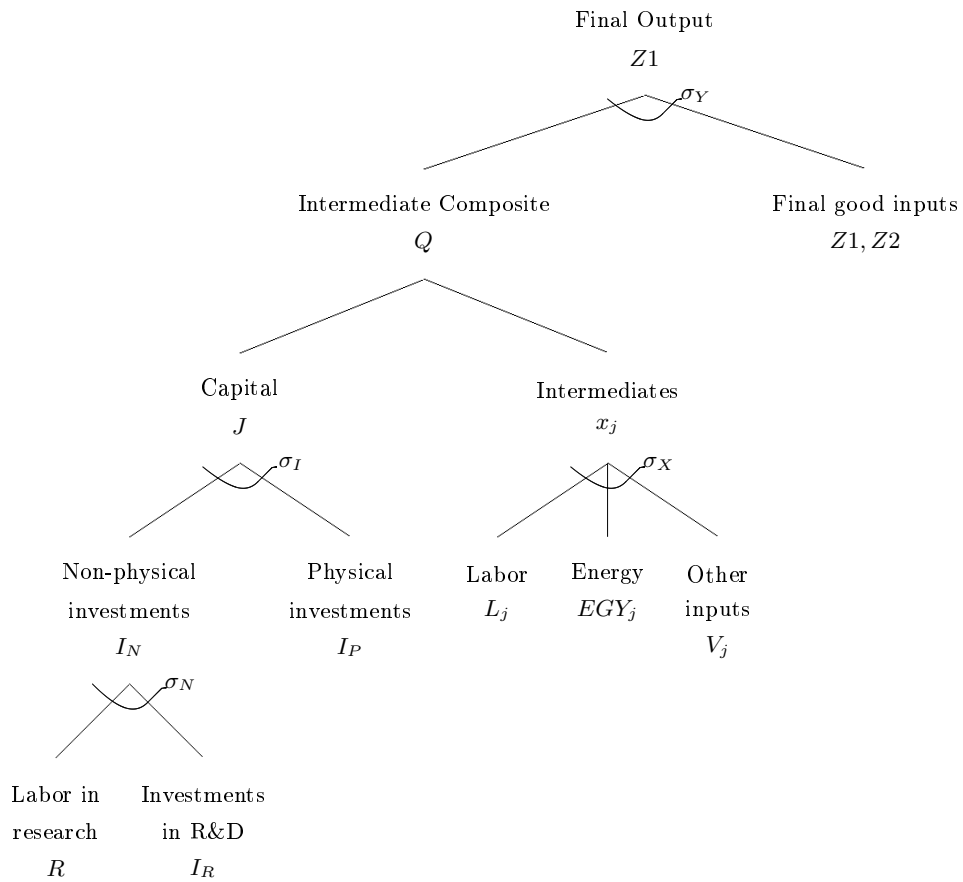 Final Output
Z1
σY
Intermediate Composite
Q
Final good inputs
Z1, Z2
Capital
J
Intermediates
xj
σI
σX
Non-physical
investments
IN
Physical
investments
IP
Labor
Lj
Energy
EGYj
Other
inputs
Vj
σN
Labor in
research
R
Investments
in R&D
IR